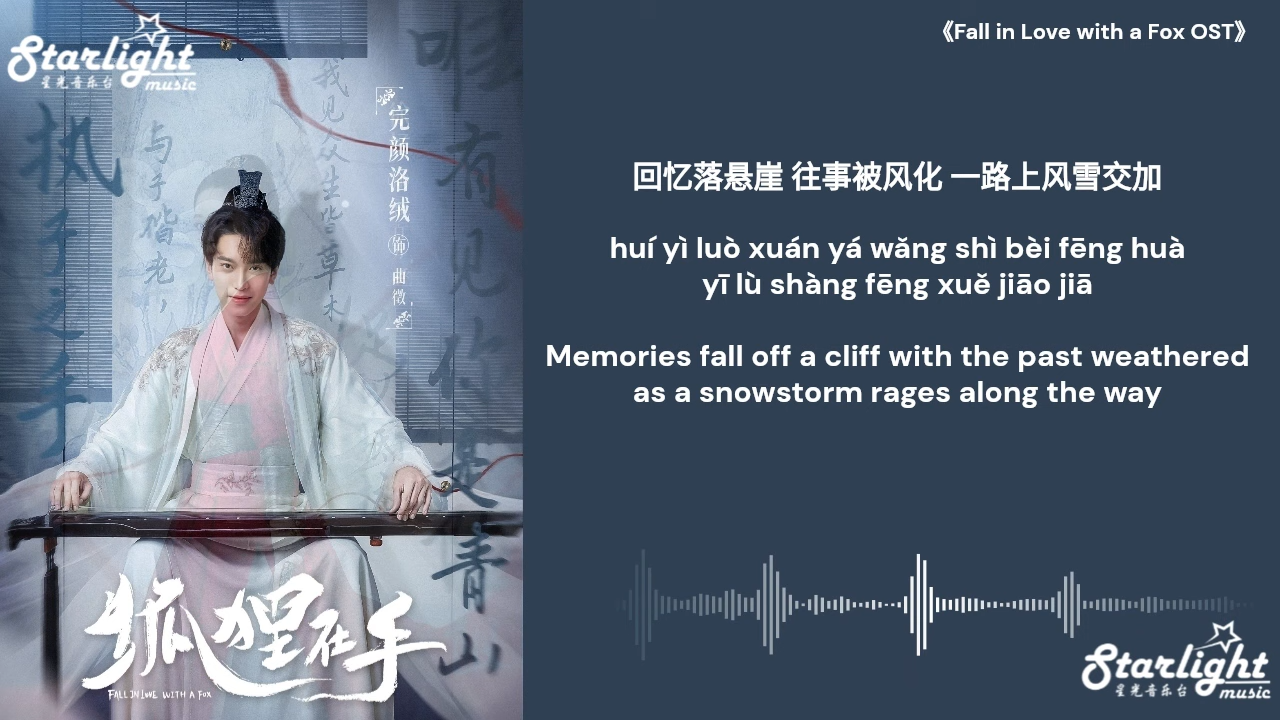 Starlight
星光音乐台 music
《Fall in Love with a Fox OST》
执子之手
与子偕老，
我见众生皆草木，
唯有见你是青山
完颜洛绒 饰 曲徵
回忆落悬崖 往事被风化 一路上风雪交加
huí yì luò xuán yá wǎng shì bèi fēng huà
yī lù shàng fēng xuě jiāo jiā
Memories fall off a cliff with the past weathered
as a snowstorm rages along the way
狐狸在手
FALL IN LOVE WITH A FOX
Starlight
星光音乐台 music